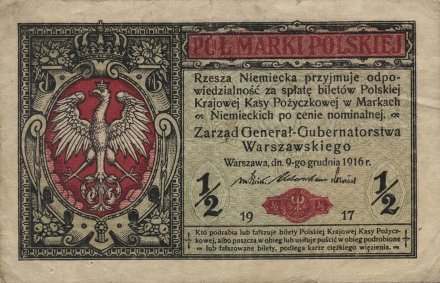 PÓŁ MARKI POLSKIEJ
Rzesza Niemiecka przyjmuje odpo-
wiedzialność za spłatę biletów Polskiej
Krajowej Kasy Pożyczkowej w Markach
Niemieckich po cenie nominalnej.
Zarząd Generał-Gubernatorstwa
Warszawskiego
Warszawa, dn. 9-go grudnia 1916 r.
1/2 1/2
19 17
Kto podrabia lub fałszuje bilety Polskiej Krajowej Kasy Pożycz-
kowej, albo puszcza w obieg lub usiłuje puścić w obieg podrobione
lub fałszowane bilety, podlega karze ciężkiego więzienia.